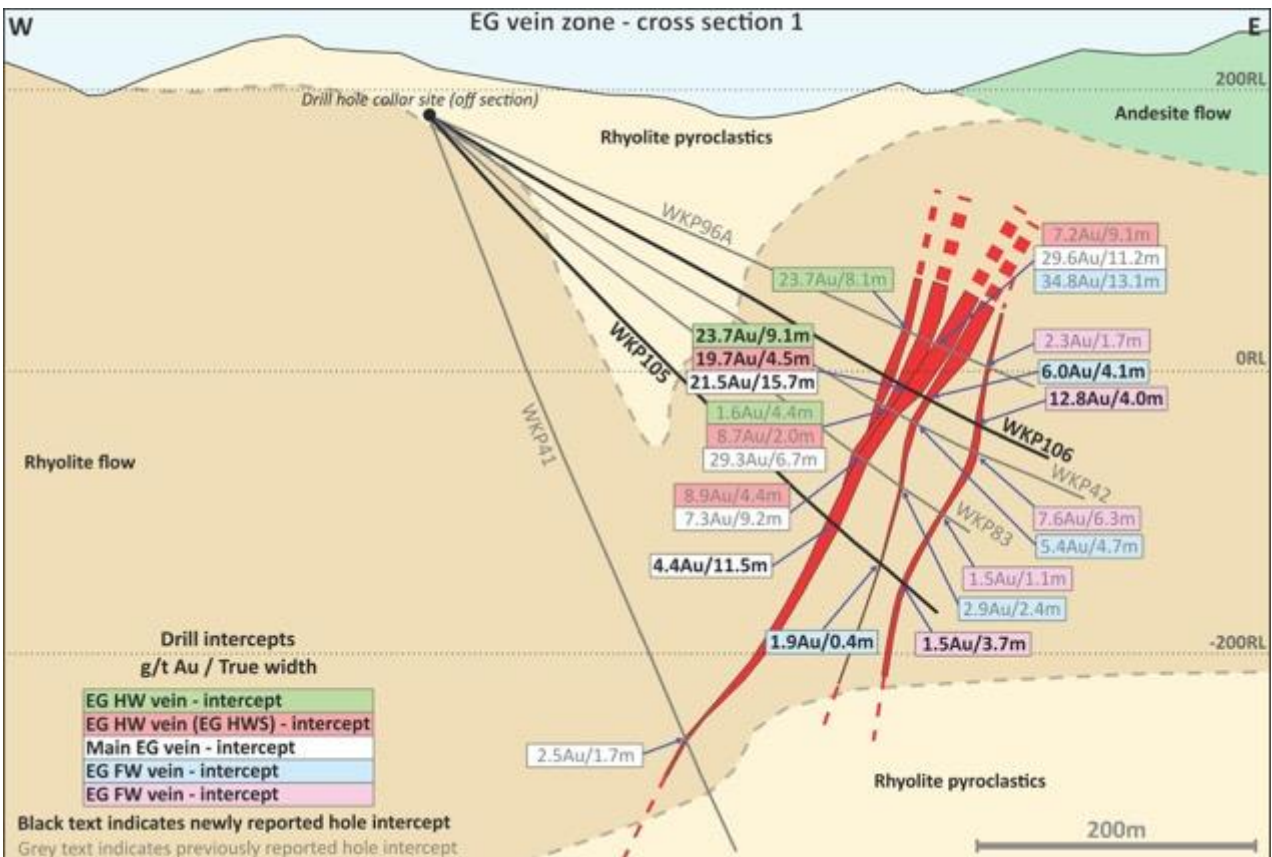 W
EG vein zone - cross section 1
E
200RL
Drill hole collar site (off section)
Andesite flow
Rhyolite pyroclastics
WKP96A
7.2Au/9.1m
29.6Au/11.2m
34.8Au/13.1m
23.7Au/8.1m
23.7Au/9.1m
19.7Au/4.5m
21.5Au/15.7m
2.3Au/1.7m
0RL
6.0Au/4.1m
12.8Au/4.0m
WKP105
1.6Au/4.4m
8.7Au/2.0m
29.3Au/6.7m
WKP41
WKP106
WKP42
Rhyolite flow
8.9Au/4.4m
7.3Au/9.2m
WKP83
7.6Au/6.3m
5.4Au/4.7m
4.4Au/11.5m
1.5Au/1.1m
2.9Au/2.4m
1.9Au/0.4m
1.5Au/3.7m
-200RL
Drill intercepts
g/t Au / True width
EG HW vein - intercept
EG HW vein (EG HWS) - intercept
Main EG vein - intercept
EG FW vein - intercept
EG FW vein - intercept
2.5Au/1.7m
Rhyolite pyroclastics
Black text indicates newly reported hole intercept
Grey text indicates previously reported hole intercept
200m